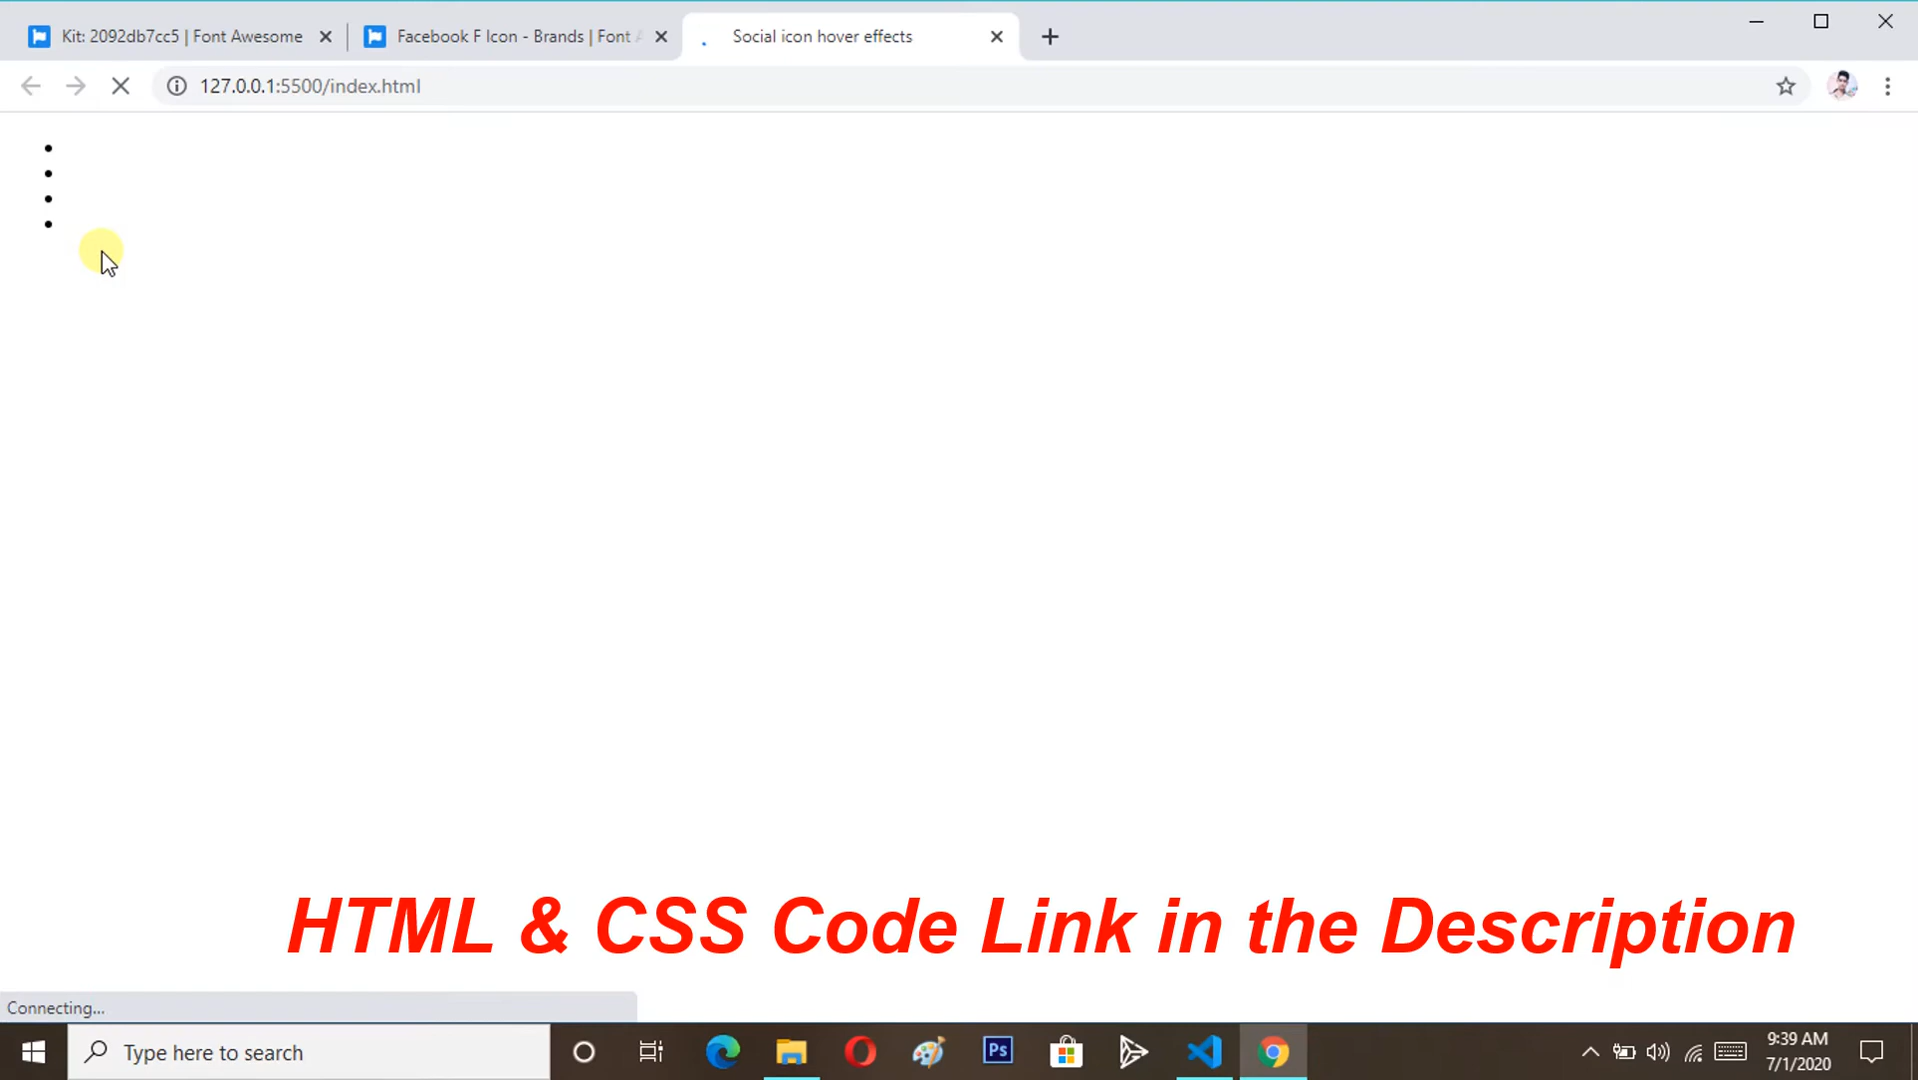 Kit: 2092db7cc5 | Font Awesome
Facebook F Icon - Brands | Font A
Social icon hover effects
127.0.0.1:5500/index.html
HTML & CSS Code Link in the Description
Connecting...
Type here to search
Ps
9:39 AM
7/1/2020